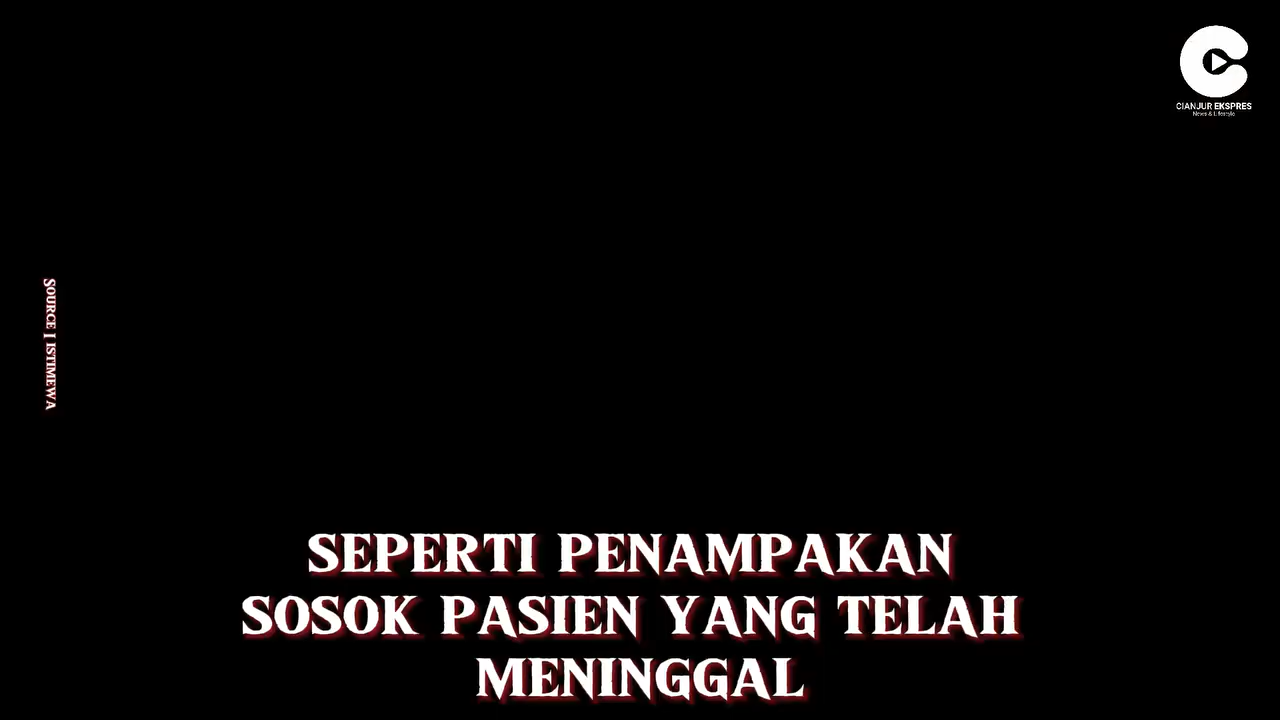 CIANJUR EKSPRES
News & Lifestyle
SOURCE | ISTIMEWA
SEPERTI PENAMPAKAN
SOSOK PASIEN YANG TELAH
MENINGGAL